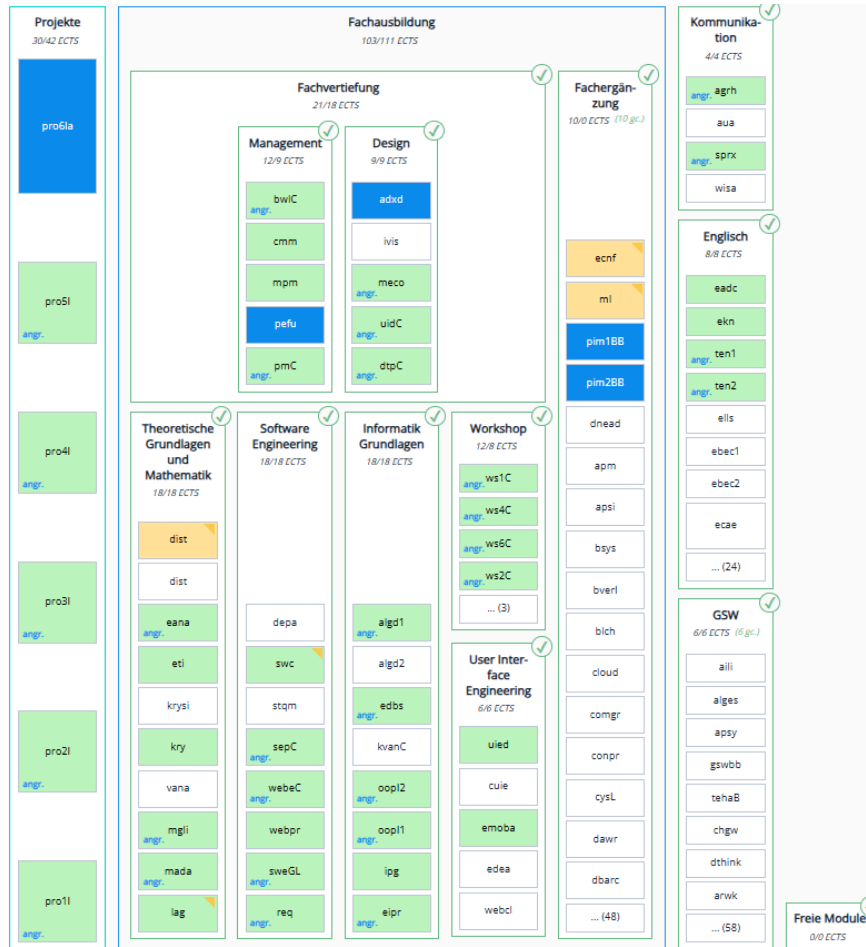 Projekte
30/42 ECTS
pro6Ia
pro5I
angr.
pro4I
angr.
pro3I
angr.
pro2I
angr.
pro1I
angr.
Fachausbildung
103/111 ECTS
Fachvertiefung
21/18 ECTS
Management
12/9 ECTS
bwlC
angr.
cmm
mpm
pefu
pmC
angr.
Design
9/9 ECTS
adxd
ivis
meco
angr.
uidC
angr.
dtpC
angr.
Theoretische
Grundlagen
und
Mathematik
18/18 ECTS
dist
dist
eana
angr.
eti
krysi
kry
vana
mgli
angr.
mada
angr.
lag
Software
Engineering
18/18 ECTS
depa
swc
stqm
sepC
angr.
webeC
angr.
webpr
sweGL
angr.
req
angr.
Informatik
Grundlagen
18/18 ECTS
algd1
angr.
algd2
edbs
angr.
kvanC
oopI2
angr.
oopI1
angr.
ipg
eipr
angr.
Workshop
12/8 ECTS
angr. ws1C
angr. ws4C
angr. ws6C
angr. ws2C
... (3)
User Inter-
face
Engineering
6/6 ECTS
uied
cuie
emoba
edea
webcl
Fachergän-
zung
10/0 ECTS (10 gc.)
ecnf
ml
pim1BB
pim2BB
dnead
apm
apsi
bsys
bverl
blch
cloud
comgr
conpr
cysL
dawr
dbarc
... (48)
Kommunika-
tion
4/4 ECTS
angr. agrh
aua
angr. sprx
wisa
Englisch
8/8 ECTS
eadc
ekn
angr. ten1
angr. ten2
ells
ebec1
ebec2
ecae
... (24)
GSW
6/6 ECTS (6 gc.)
aili
alges
apsy
gswbb
tehaB
chgw
dthink
arwk
... (58)
Freie Module
0/0 ECTS